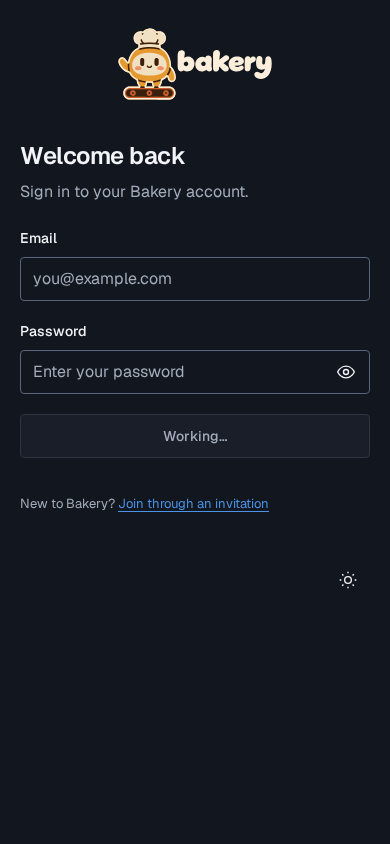 bakery
Welcome back
Sign in to your Bakery account.
Email
you@example.com
Password
Enter your password
Working...
New to Bakery? Join through an invitation